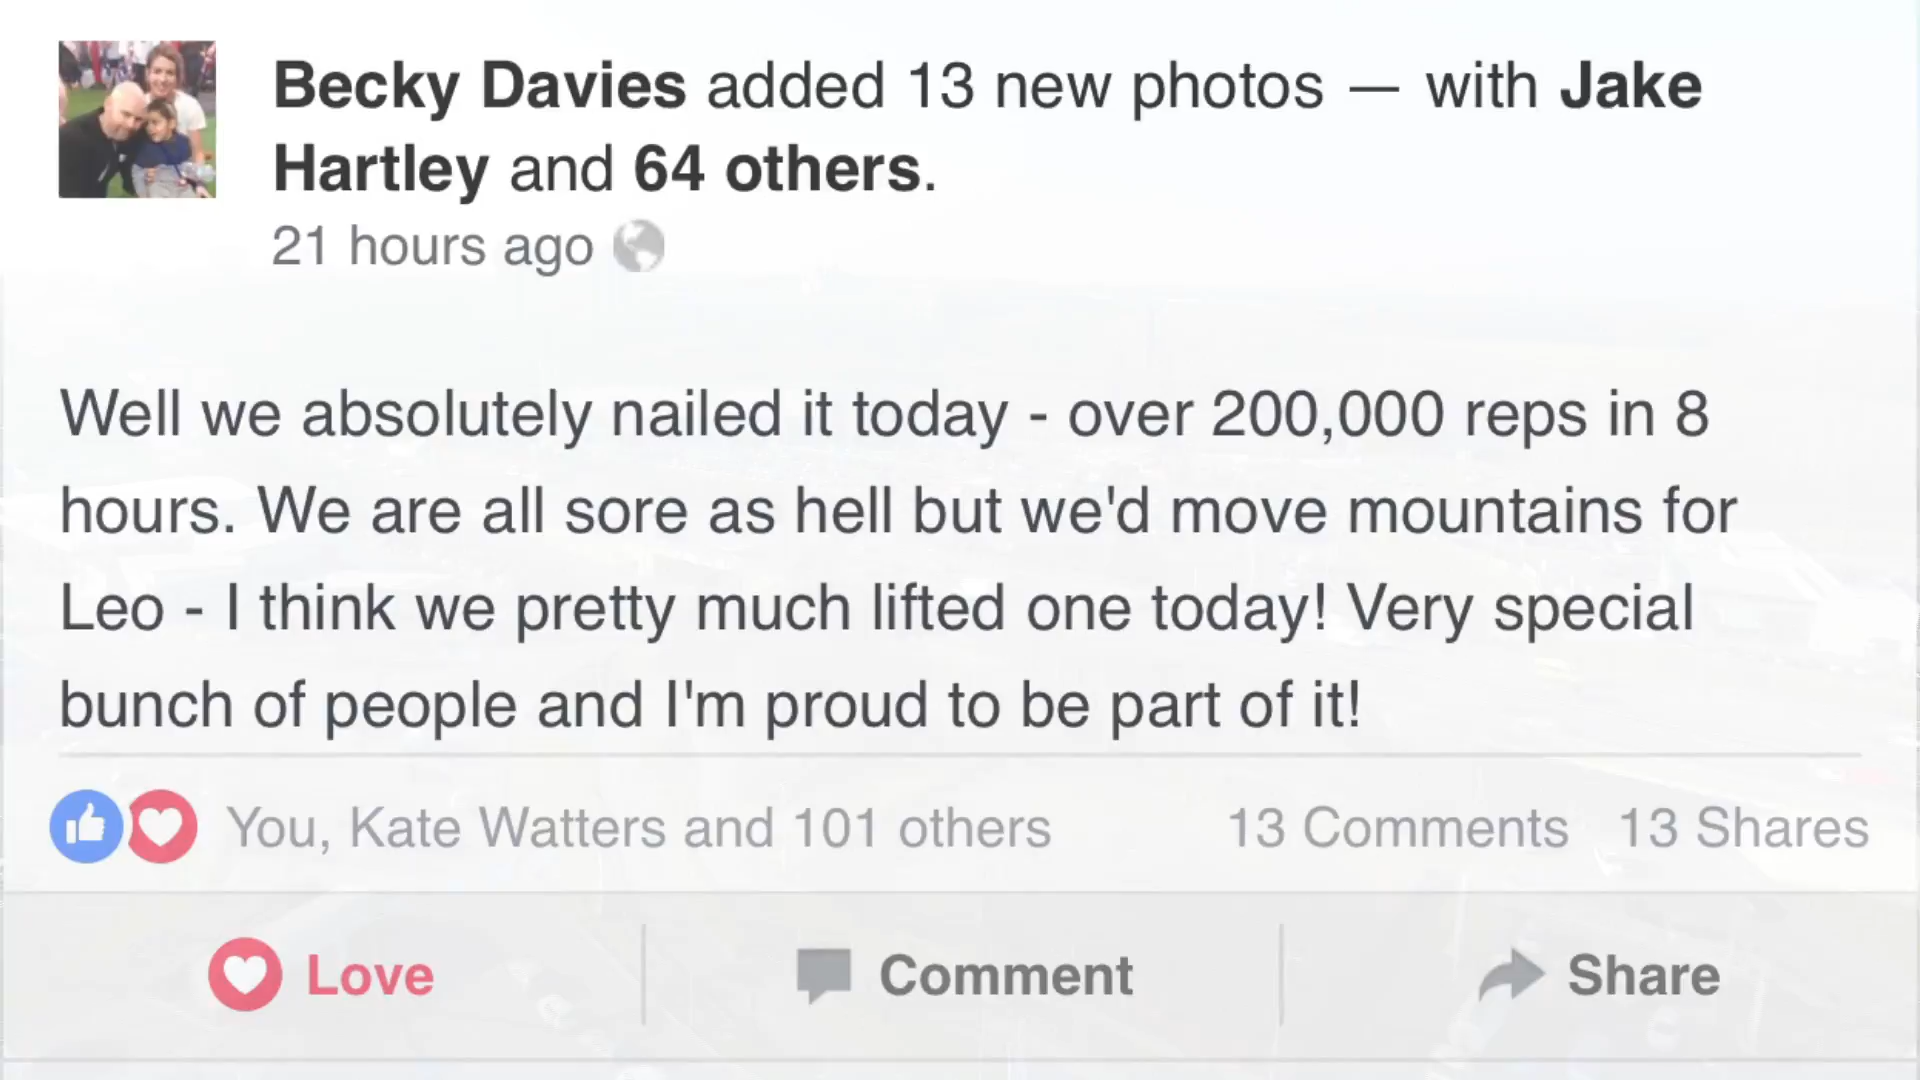 Becky Davies added 13 new photos — with Jake
Hartley and 64 others.
21 hours ago
Well we absolutely nailed it today - over 200,000 reps in 8
hours. We are all sore as hell but we'd move mountains for
Leo - I think we pretty much lifted one today! Very special
bunch of people and I'm proud to be part of it!
You, Kate Watters and 101 others 13 Comments 13 Shares
Love Comment Share